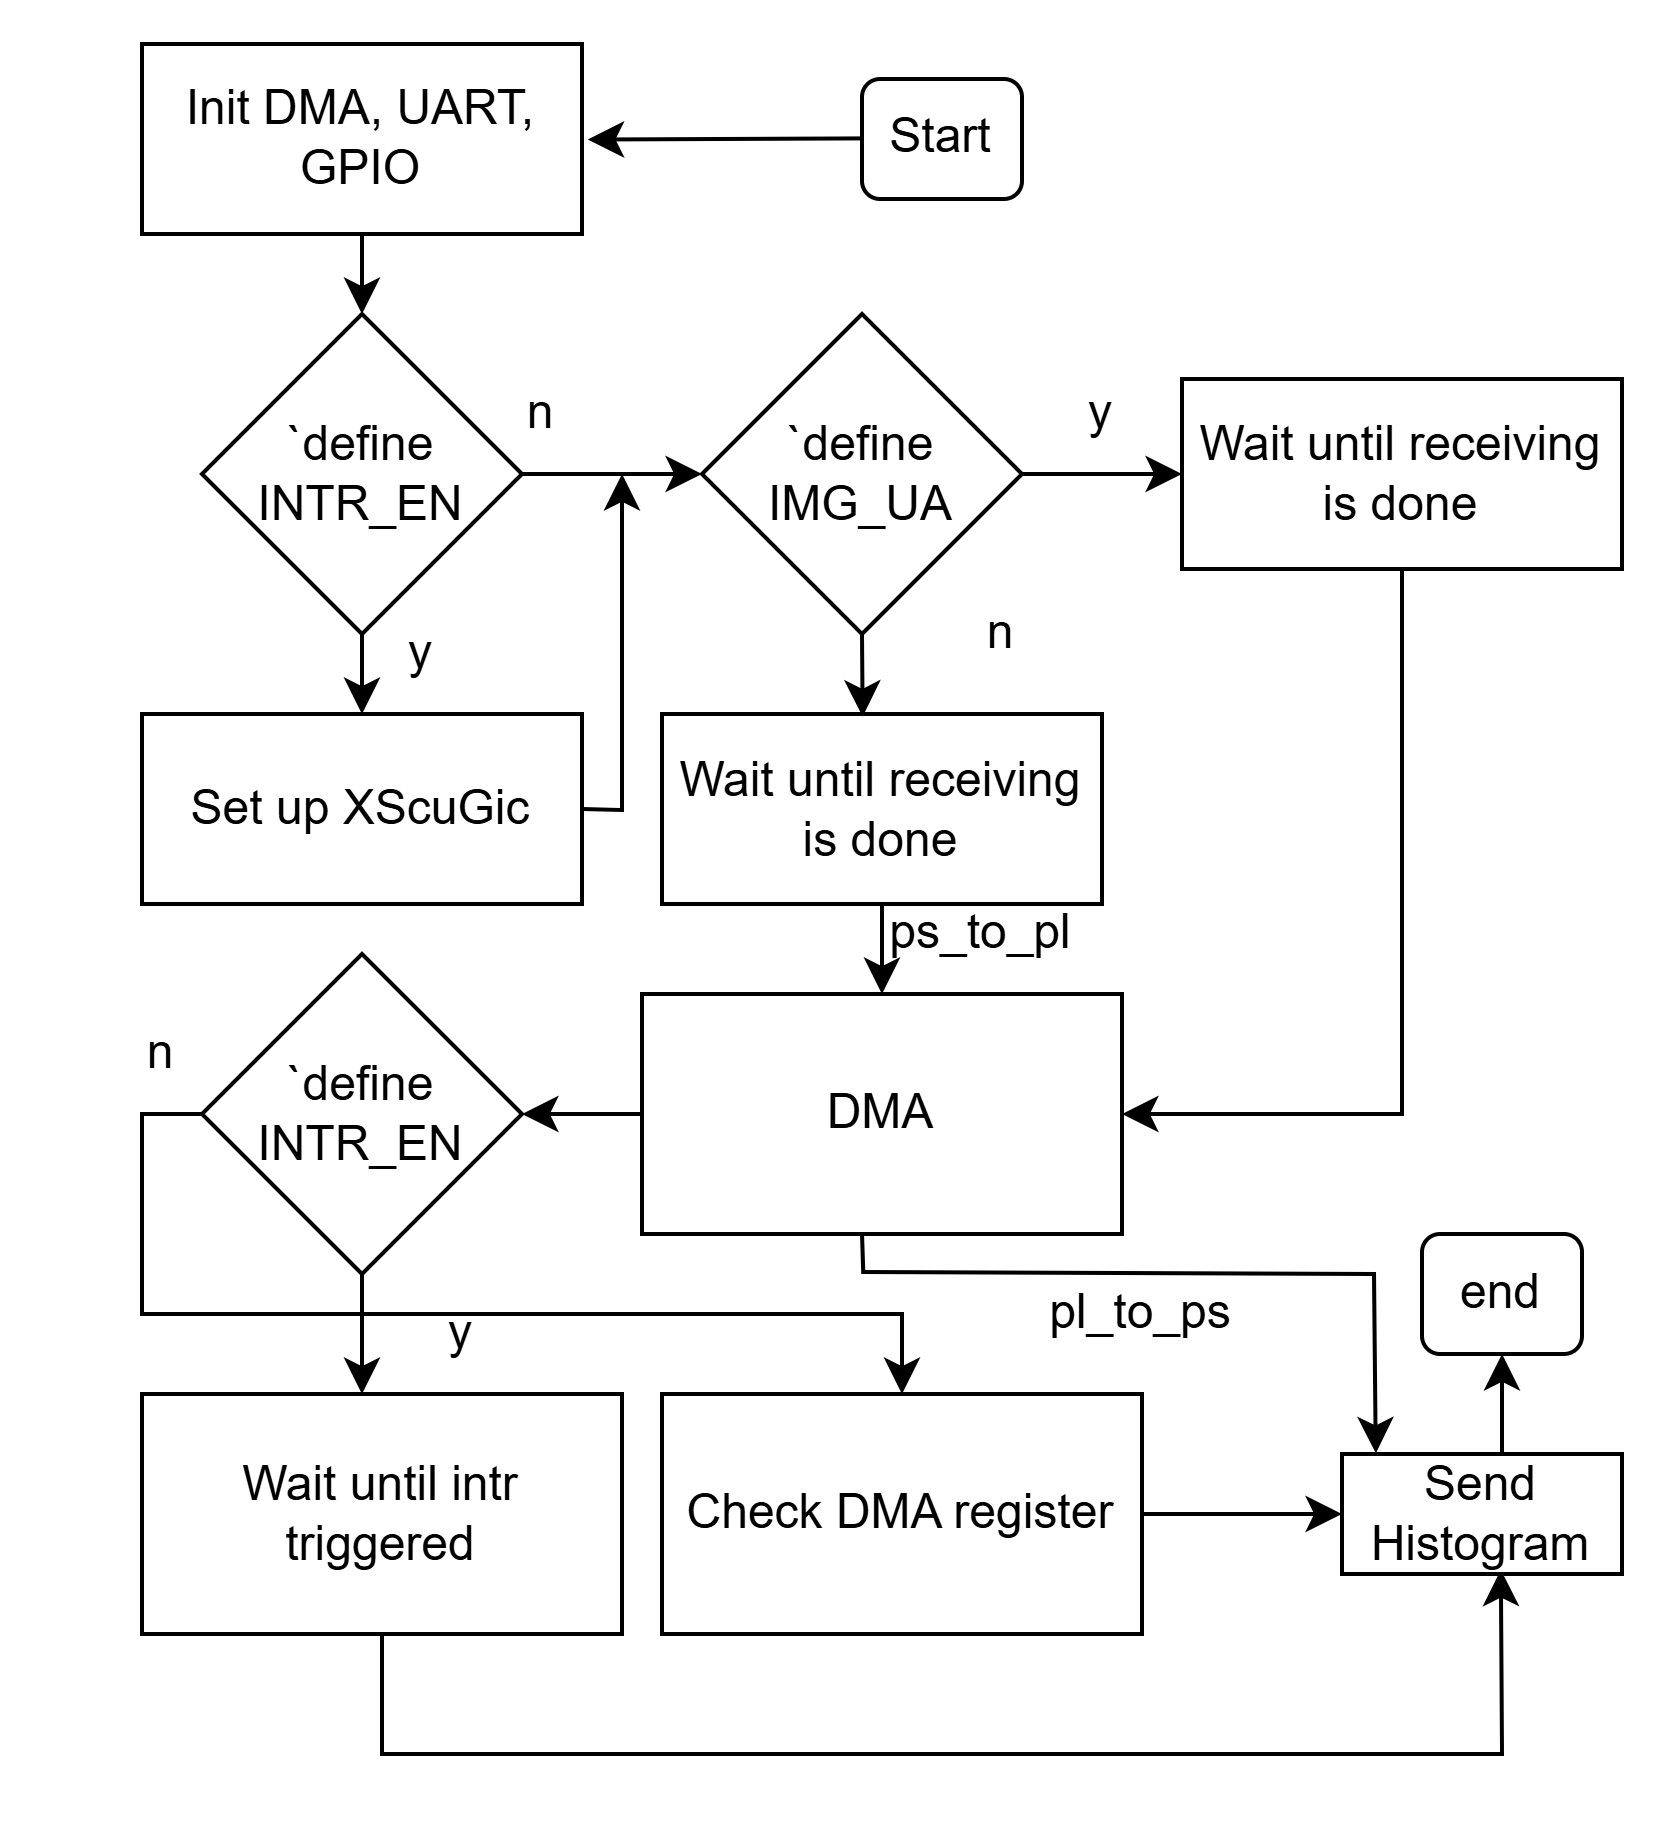 Init DMA, UART,
GPIO
Start
`define
INTR_EN
n
`define
IMG_UA
y
Wait until receiving
is done
y
n
Set up XScuGic
Wait until receiving
is done
ps_to_pl
n
`define
INTR_EN
DMA
y
pl_to_ps
end
Wait until intr
triggered
Check DMA register
Send
Histogram